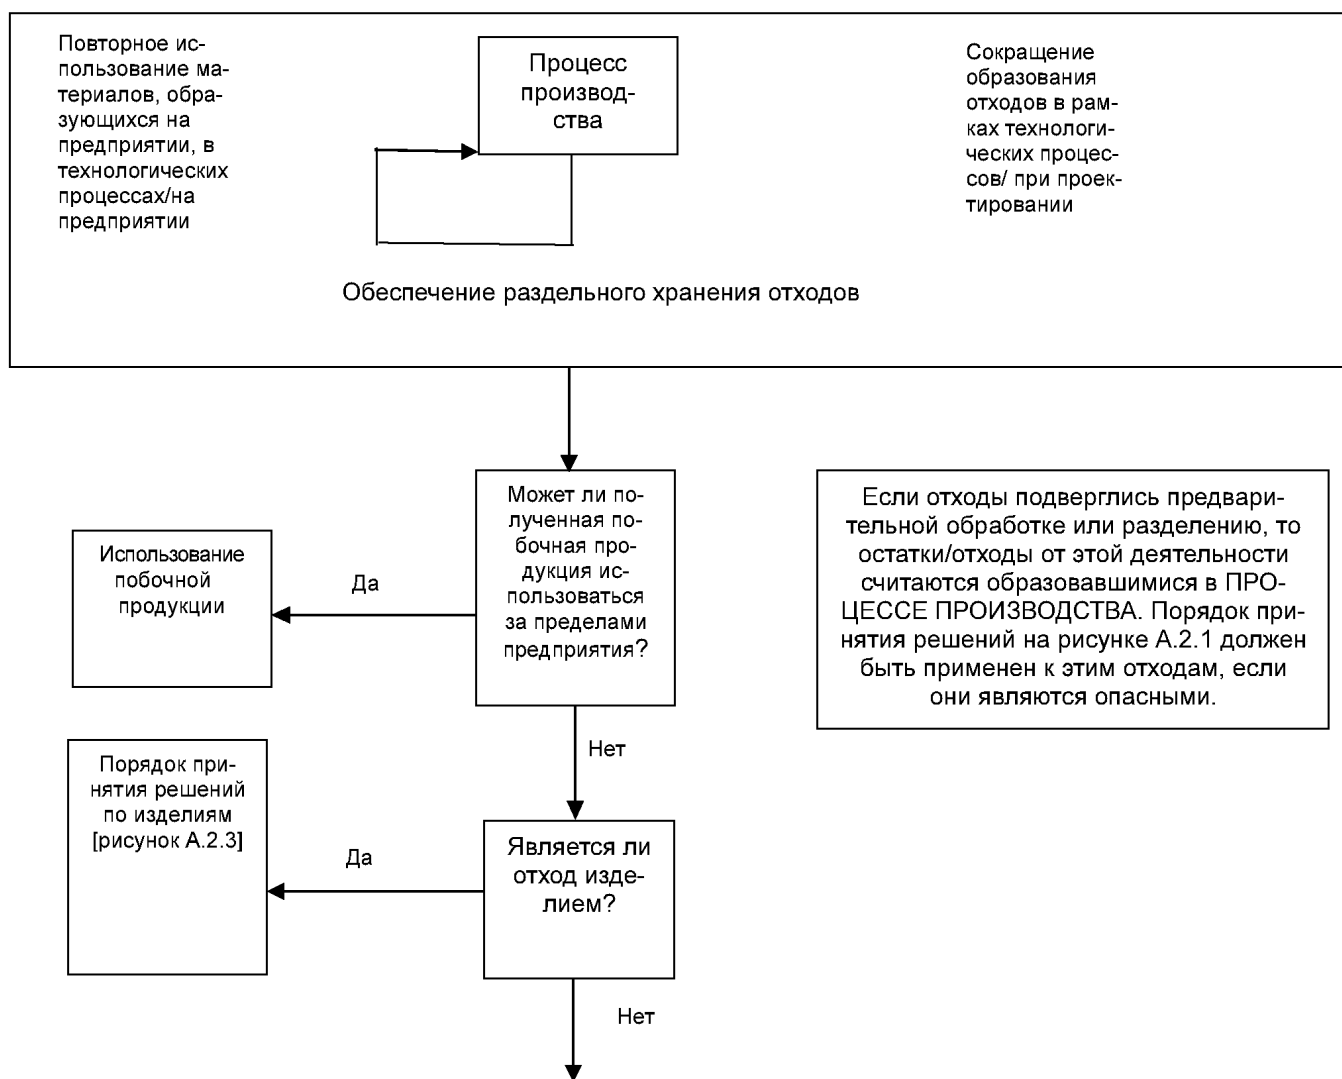 Повторное ис-
пользование ма-
териалов, обра-
зующихся на
предприятии, в
технологических
процессах/на
предприятии
Процесс
производ-
ства
Сокращение
образования
отходов в рам-
ках технологи-
ческих процес-
сов/ при проек-
тировании
Обеспечение раздельного хранения отходов
Может ли по-
лученная по-
бочная про-
дукция ис-
пользоваться
за пределами
предприятия?
Да
Использование
побочной
продукции
Если отходы подверглись предвари-
тельной обработке или разделению, то
остатки/отходы от этой деятельности
считаются образовавшимися в ПРО-
ЦЕССЕ ПРОИЗВОДСТВА. Порядок при-
нятия решений на рисунке А.2.1 должен
быть применен к этим отходам, если
они являются опасными.
Нет
Порядок при-
нятия решений
по изделиям
[рисунок А.2.3]
Да
Является ли
отход изде-
лием?
Нет